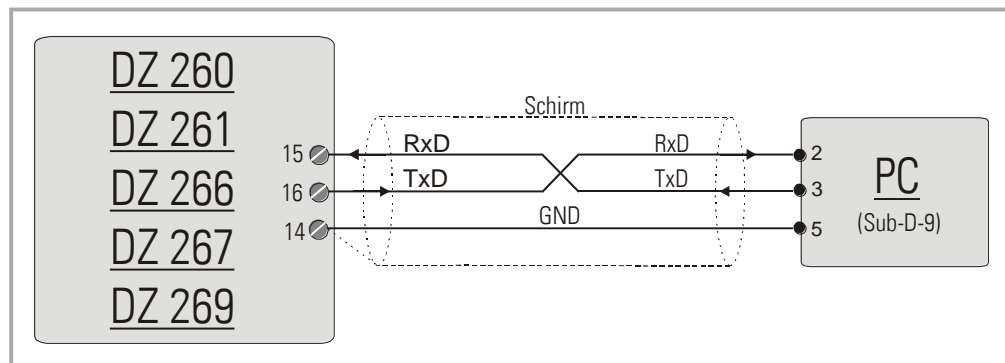 DZ 260
DZ 261
DZ 266
DZ 267
DZ 269
Schirm
15 RxD RxD 2
16 TxD TxD 3
14 GND 5
PC
(Sub-D-9)